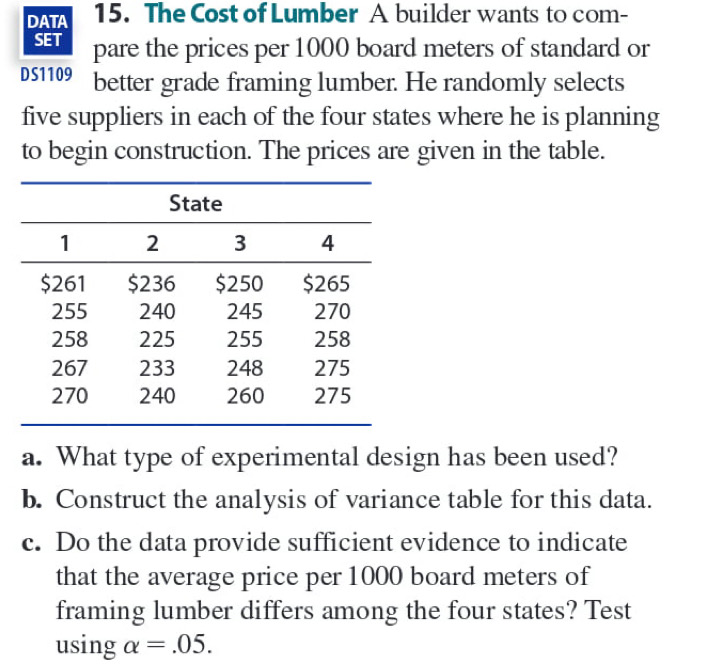 DATA
SET
DS1109
15. The Cost of Lumber A builder wants to com-
pare the prices per 1000 board meters of standard or
better grade framing lumber. He randomly selects
five suppliers in each of the four states where he is planning
to begin construction. The prices are given in the table.
State
1 2 3 4
$261 $236 $250 $265
255 240 245 270
258 225 255 258
267 233 248 275
270 240 260 275
a. What type of experimental design has been used?
b. Construct the analysis of variance table for this data.
c. Do the data provide sufficient evidence to indicate
that the average price per 1000 board meters of
framing lumber differs among the four states? Test
using α = .05.